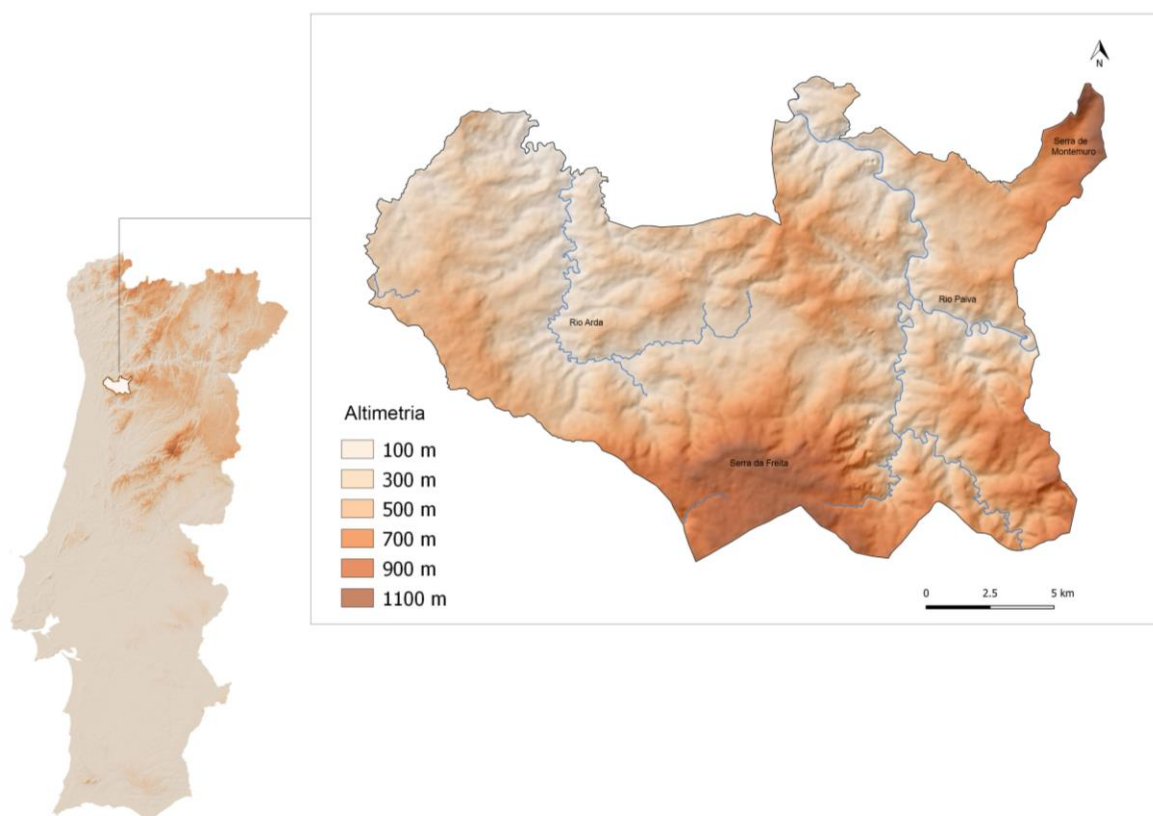 N
Serra de
Montemuro
Rio Paiva
Rio Arda
Serra da Freita
Altimetria
100 m
300 m
500 m
700 m
900 m
1100 m
0 2.5 5 km